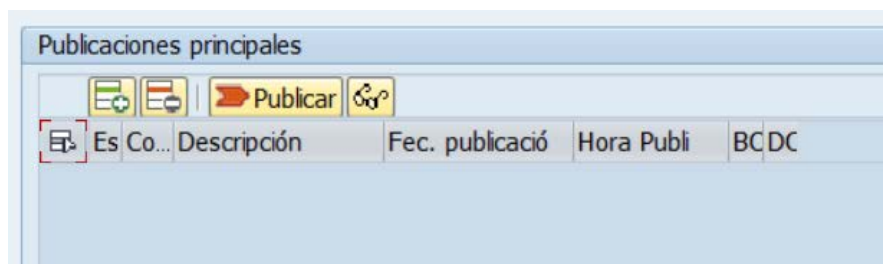 Publicaciones principales
Publicar
Es Co... Descripción Fec. publicació Hora Publi BC DC